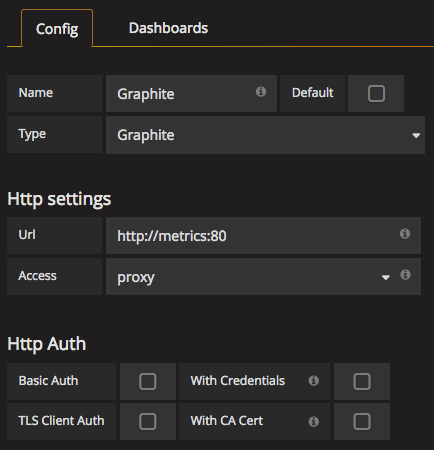 Config Dashboards
Name Graphite Default
Type Graphite
Http settings
Url http://metrics:80
Access proxy
Http Auth
Basic Auth With Credentials
TLS Client Auth With CA Cert